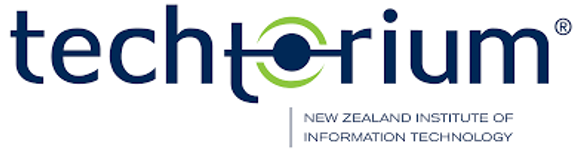 techtorium®
NEW ZEALAND INSTITUTE OF
INFORMATION TECHNOLOGY